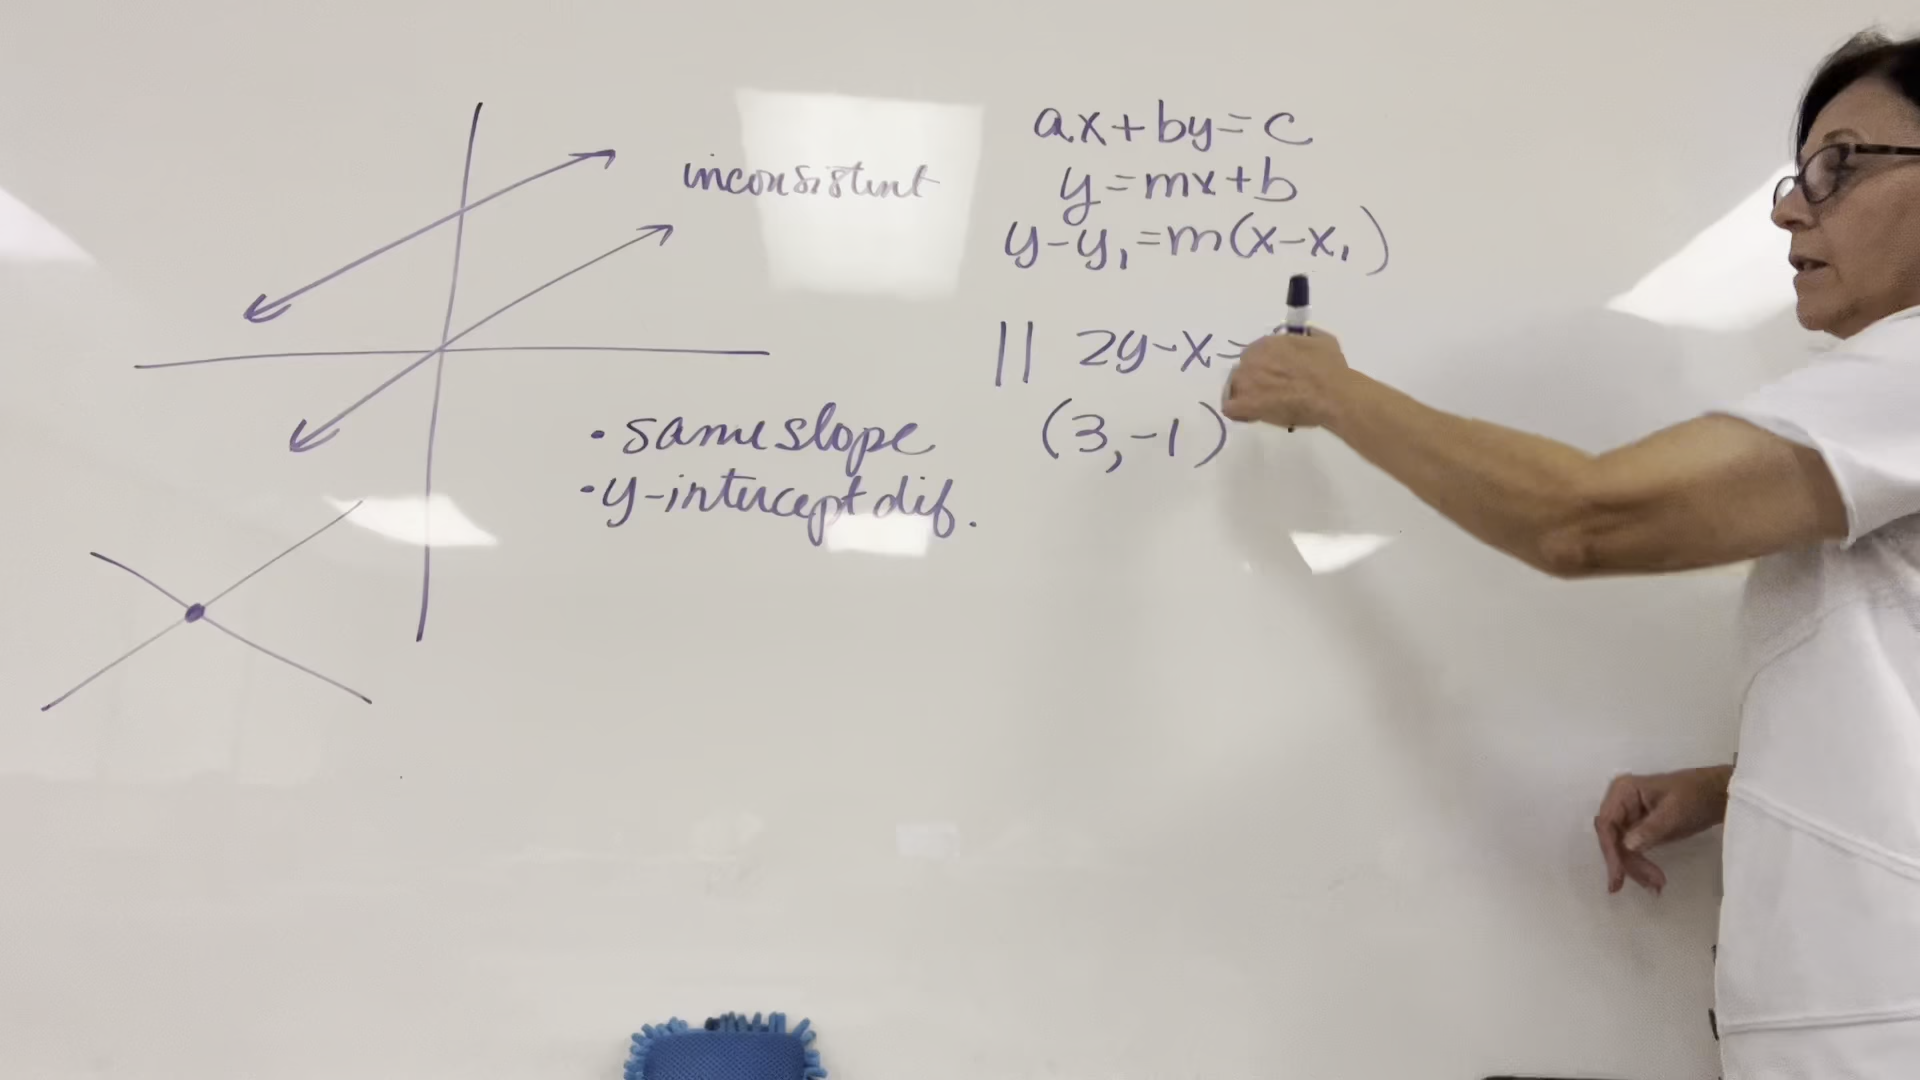 inconsistent
• same slope
• y-intercept dif.
ax+by=c
y=mx+b
y-y₁=m(x-x₁)
|| 2y-x=
(3,-1)